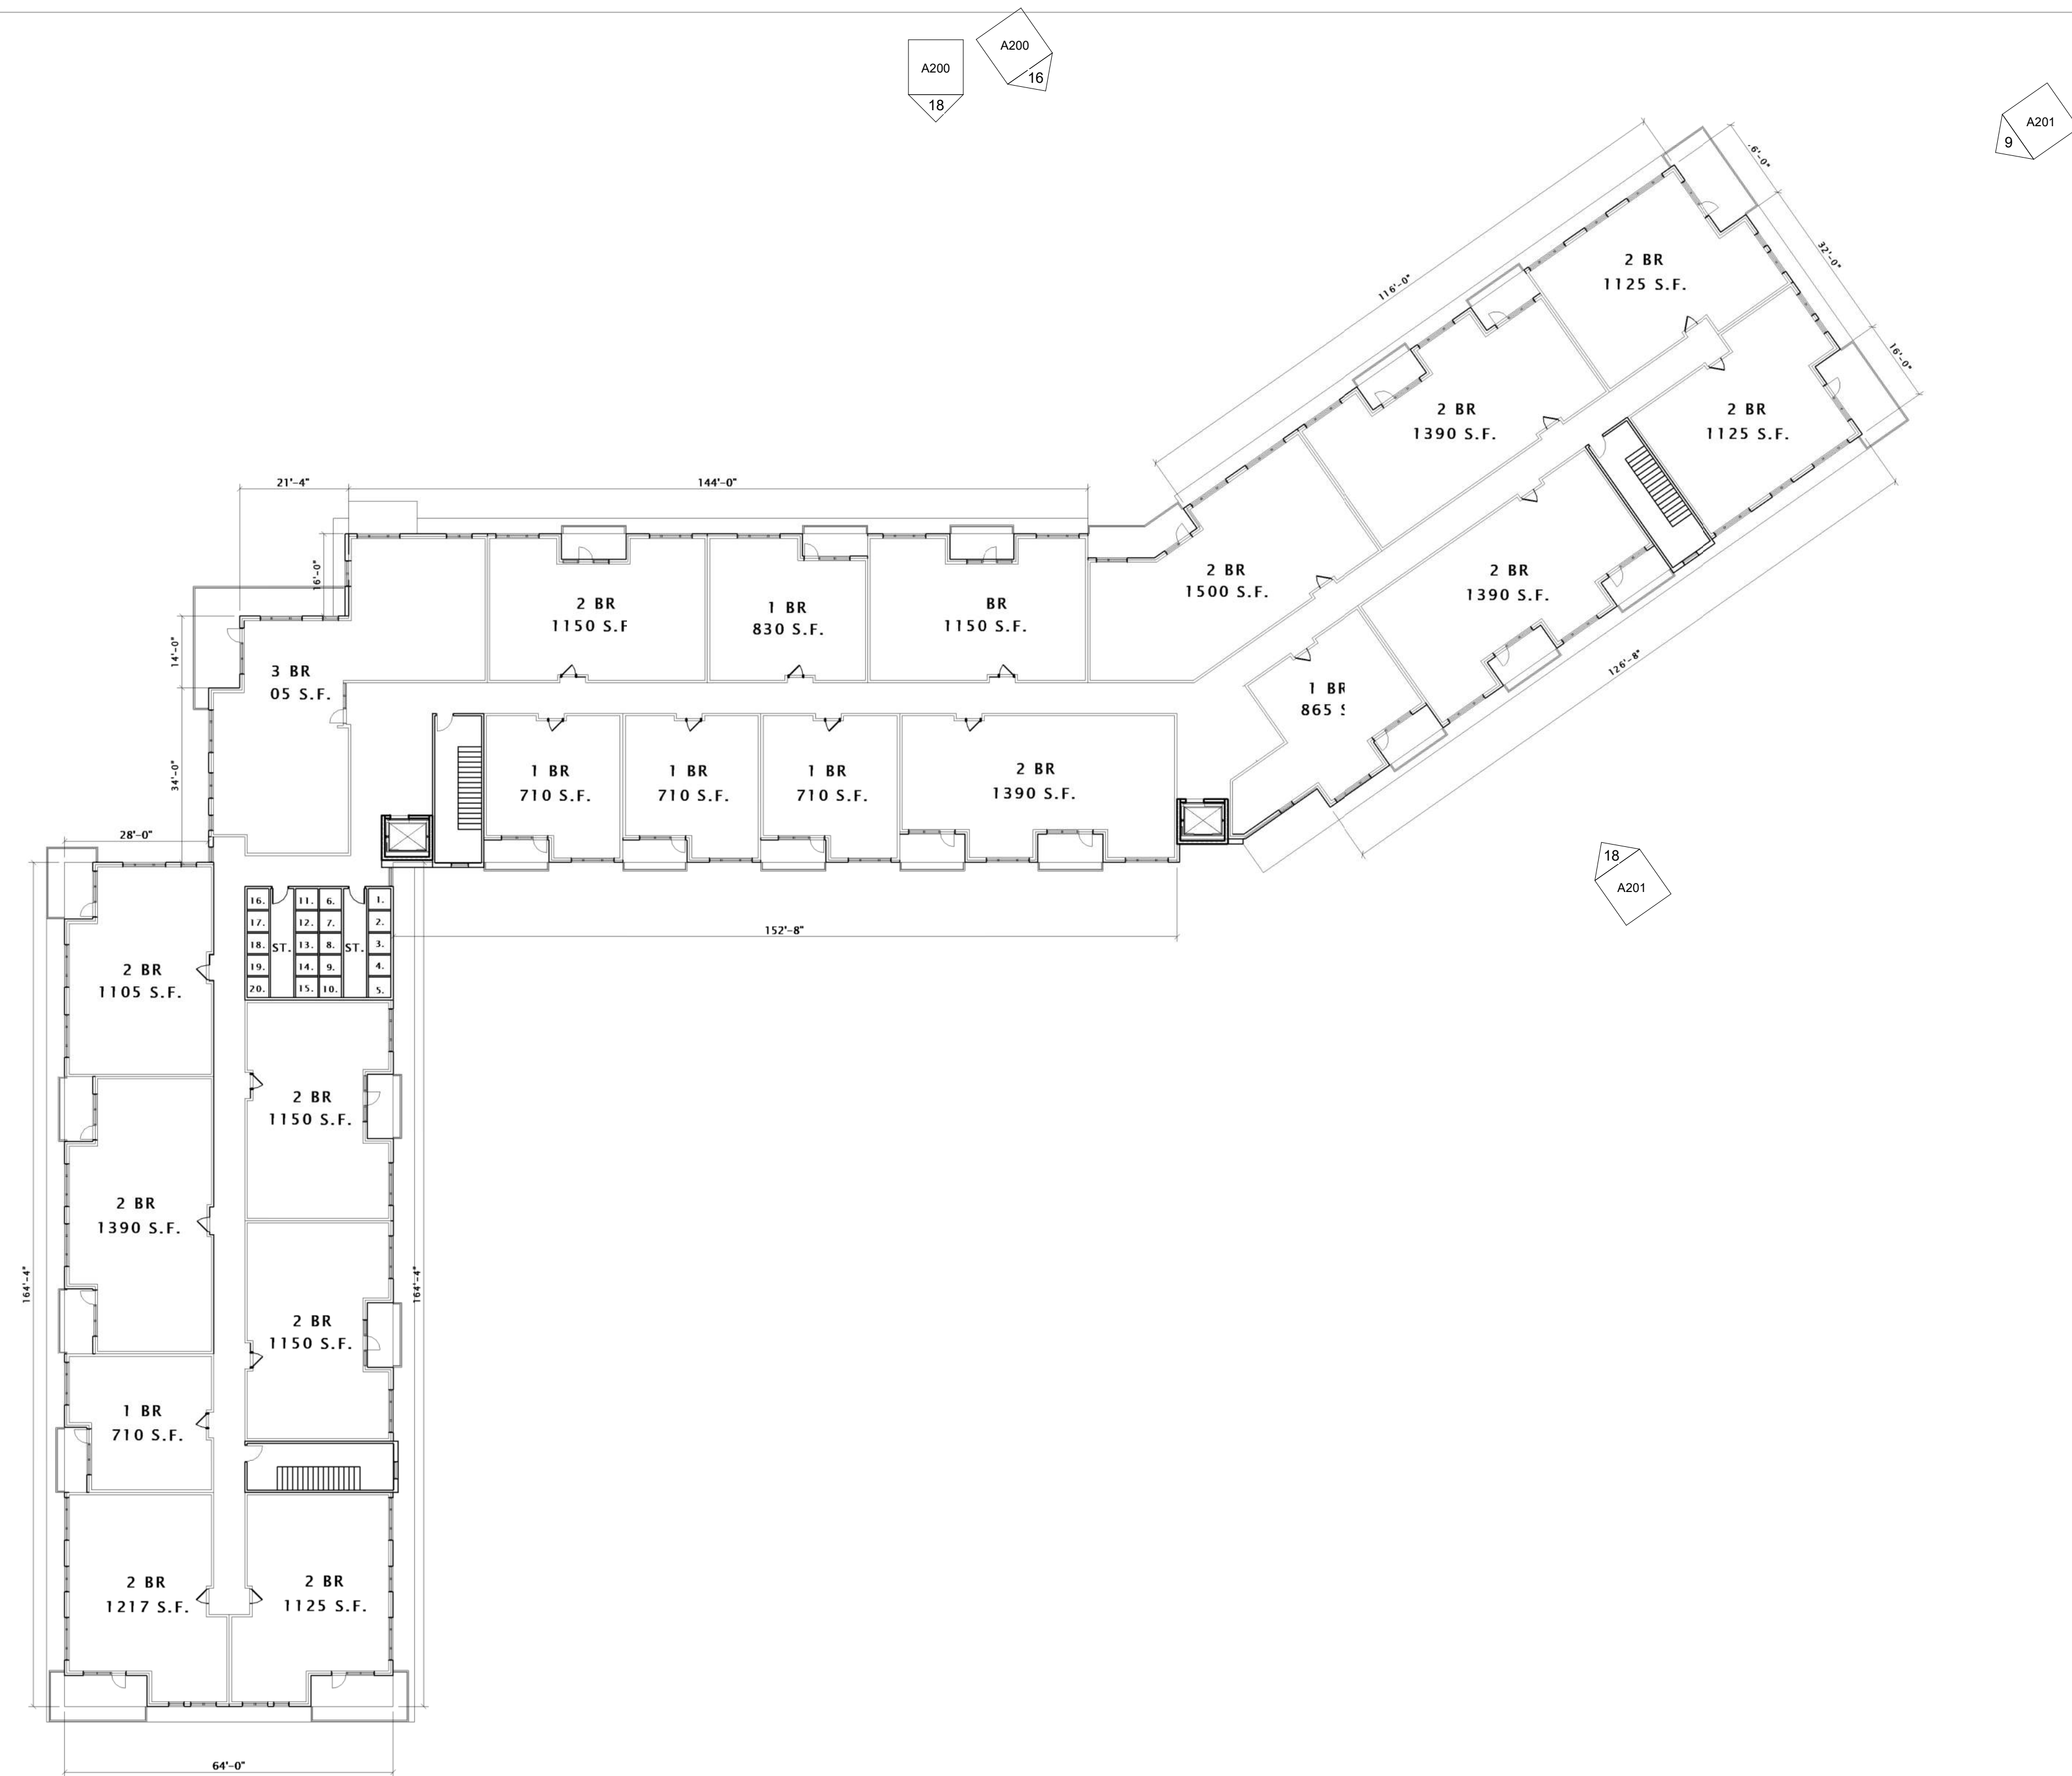 A200
18
A200
16
A201
9
16'-0"
32'-0"
16'-0"
116'-0"
2 BR
1125 S.F.
2 BR
1390 S.F.
2 BR
1125 S.F.
21'-4"
144'-0"
16'-0"
2 BR
1500 S.F.
2 BR
1390 S.F.
2 BR
1150 S.F
1 BR
830 S.F.
BR
1150 S.F.
14'-0"
3 BR
05 S.F.
126'-8"
1 BR
865
34'-0"
1 BR
710 S.F.
1 BR
710 S.F.
1 BR
710 S.F.
2 BR
1390 S.F.
28'-0"
18
A201
152'-8"
16. 11. 6. 1.
17. 12. 7. 2.
18. ST. 13. 8. ST. 3.
19. 14. 9. 4.
20. 15. 10. 5.
2 BR
1105 S.F.
2 BR
1150 S.F.
2 BR
1390 S.F.
164'-4"
164'-4"
2 BR
1150 S.F.
1 BR
710 S.F.
2 BR
1217 S.F.
2 BR
1125 S.F.
64'-0"